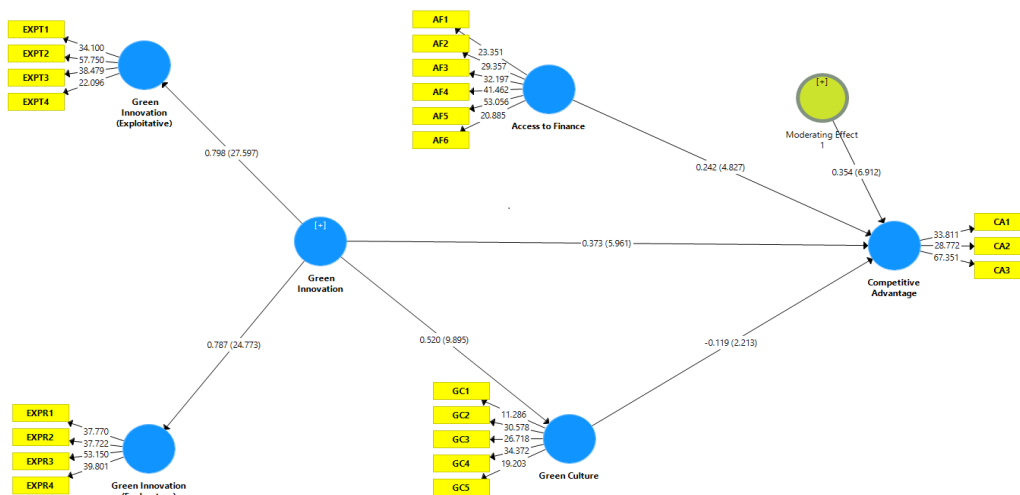 EXPT1
EXPT2
EXPT3
EXPT4
34.100
57.750
38.479
22.096
Green
Innovation
(Exploitative)
AF1
AF2
AF3
AF4
AF5
AF6
23.351
29.357
32.197
41.462
53.056
20.885
Access to Finance
[+]
Moderating Effect
1
0.798 (27.597)
0.242 (4.827)
0.354 (6.912)
[+]
Green
Innovation
0.373 (5.961)
33.811
28.772
67.351
CA1
CA2
CA3
Competitive
Advantage
0.787 (24.773)
0.520 (9.895)
-0.119 (2.213)
EXPR1
EXPR2
EXPR3
EXPR4
37.770
37.722
53.150
39.801
Green Innovation
GC1
GC2
GC3
GC4
GC5
11.286
30.578
26.718
34.372
19.203
Green Culture